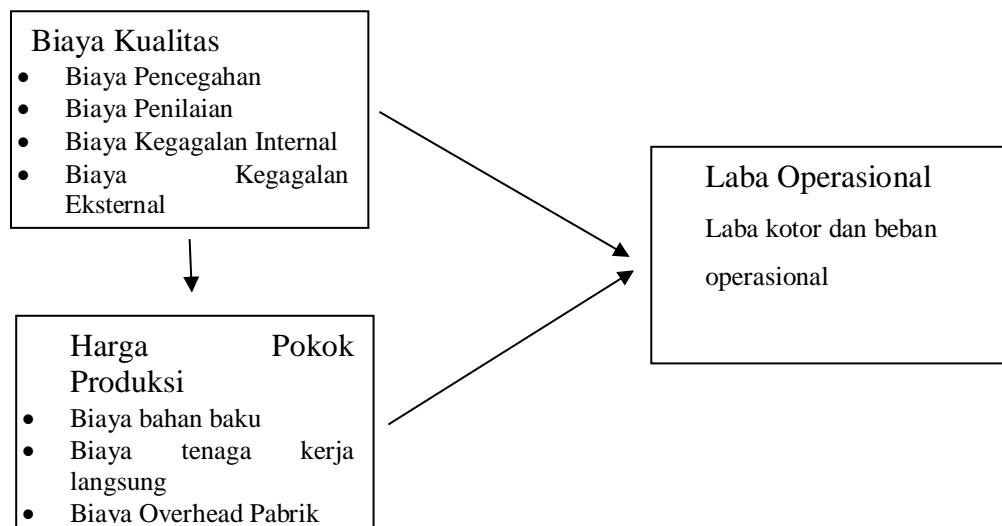 Biaya Kualitas
• Biaya Pencegahan
• Biaya Penilaian
• Biaya Kegagalan Internal
• Biaya Kegagalan
Eksternal
Laba Operasional
Laba kotor dan beban
operasional
Harga Pokok
Produksi
• Biaya bahan baku
• Biaya tenaga kerja
langsung
• Biaya Overhead Pabrik